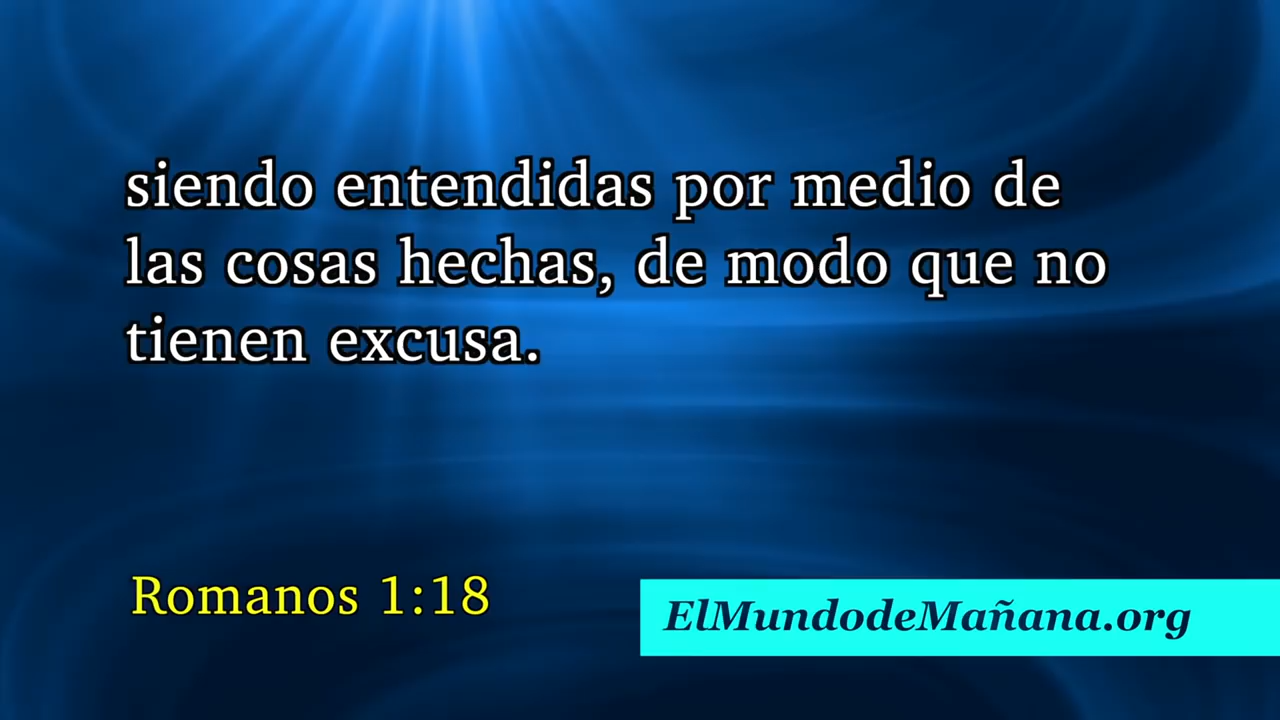 siendo entendidas por medio de
las cosas hechas, de modo que no
tienen excusa.
Romanos 1:18
ElMundodeMañana.org